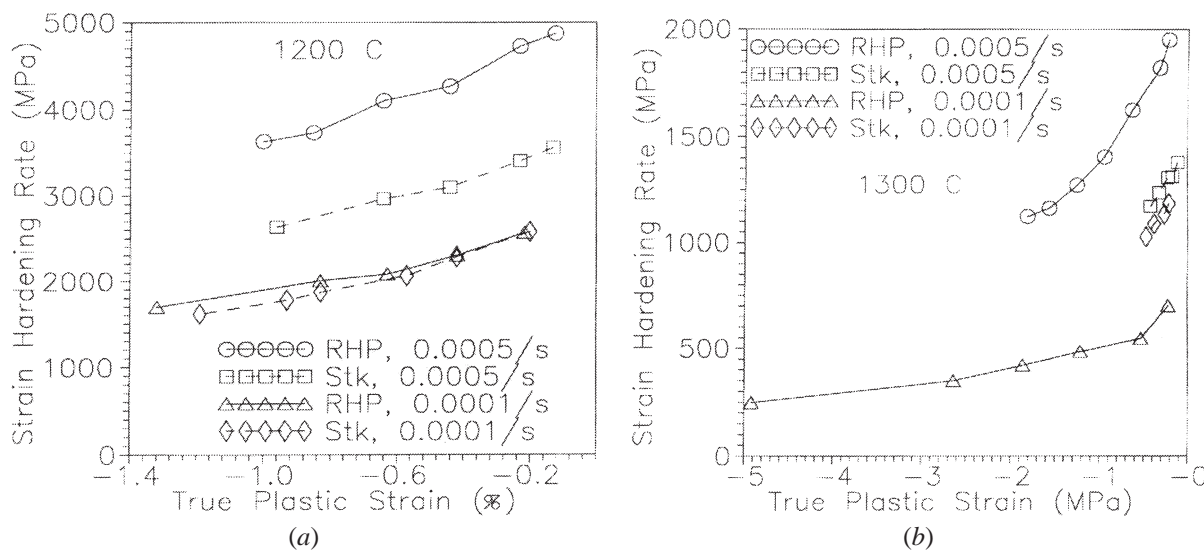 5000
4000
3000
2000
1000
0
Strain Hardening Rate (MPa)
1200 C
RHP, 0.0005/s
Stk, 0.0005/s
RHP, 0.0001/s
Stk, 0.0001/s
−1.4
−1.0
−0.6
−0.2
True Plastic Strain (%)
(a)
2000
1500
1000
500
0
Strain Hardening Rate (MPa)
RHP, 0.0005/s
Stk, 0.0005/s
RHP, 0.0001/s
Stk, 0.0001/s
1300 C
−5
−4
−3
−2
−1
−0
True Plastic Strain (MPa)
(b)